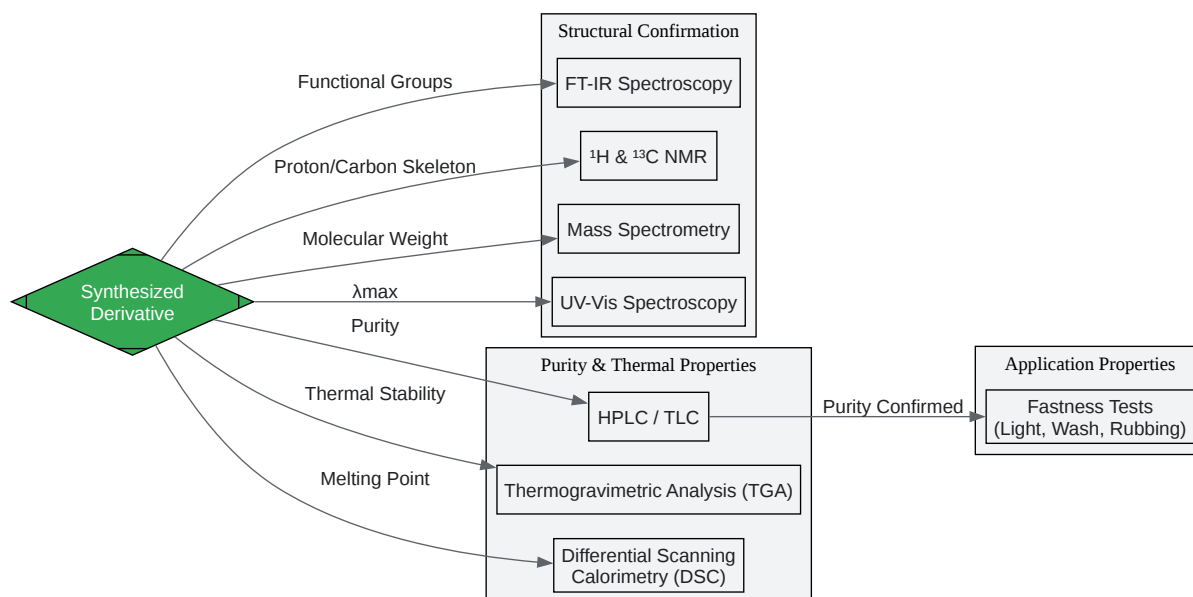 Structural Confirmation
Functional Groups
FT-IR Spectroscopy
Proton/Carbon Skeleton
¹H & ¹³C NMR
Molecular Weight
Mass Spectrometry
Synthesized
Derivative
λmax
UV-Vis Spectroscopy
Purity
Purity & Thermal Properties
Application Properties
Thermal Stability
HPLC / TLC
Purity Confirmed
Fastness Tests
(Light, Wash, Rubbing)
Melting Point
Thermogravimetric Analysis (TGA)
Differential Scanning
Calorimetry (DSC)